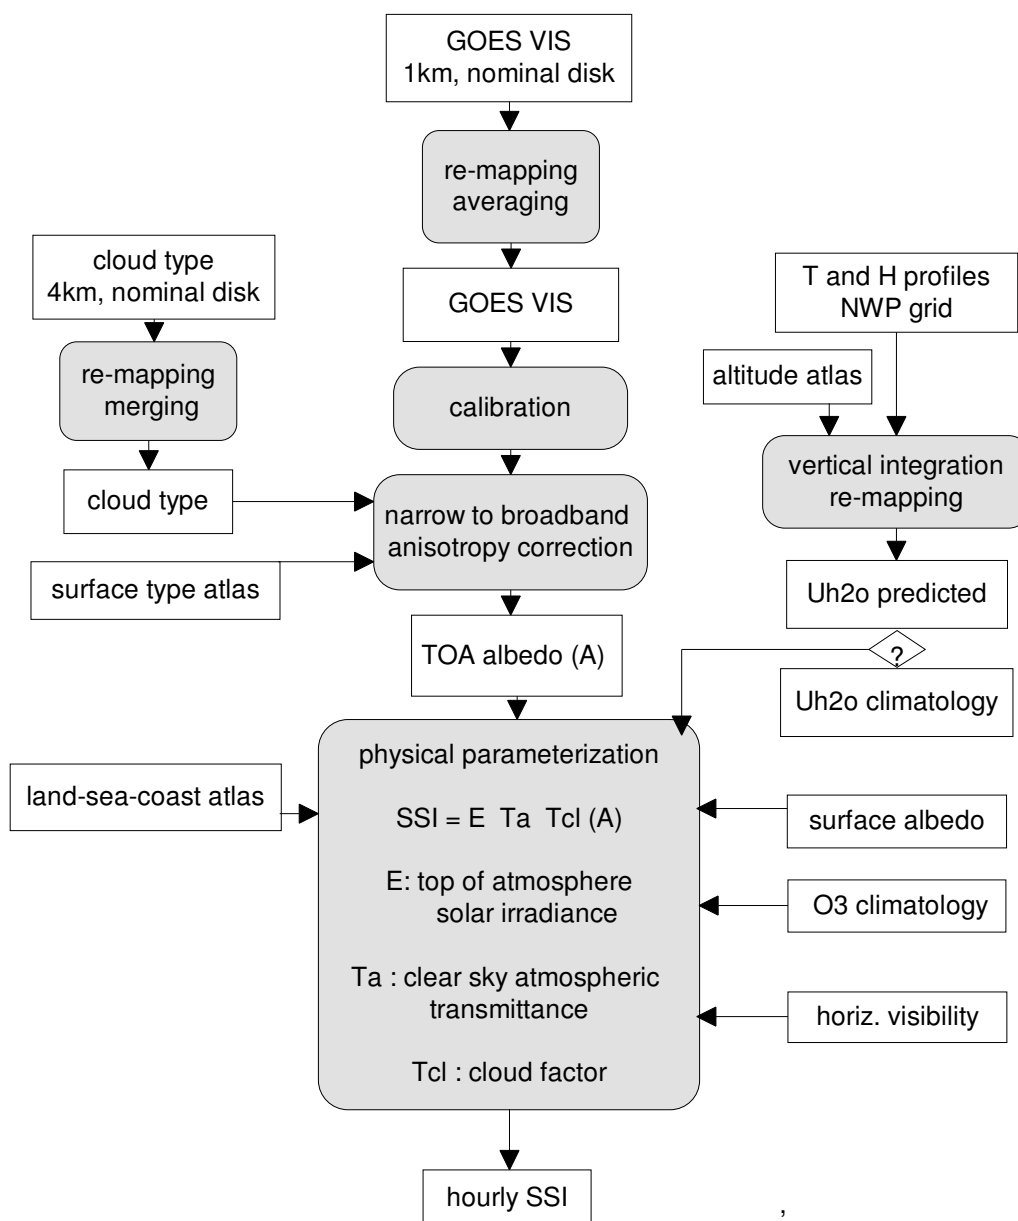 GOES VIS
1km, nominal disk
re-mapping
averaging
cloud type
4km, nominal disk
GOES VIS
T and H profiles
NWP grid
re-mapping
merging
calibration
altitude atlas
vertical integration
re-mapping
cloud type
narrow to broadband
anisotropy correction
surface type atlas
Uh2o predicted
TOA albedo (A)
?
Uh2o climatology
physical parameterization
land-sea-coast atlas
SSI = E Ta Tcl (A)
surface albedo
E: top of atmosphere
solar irradiance
O3 climatology
Ta : clear sky atmospheric
transmittance
horiz. visibility
Tcl : cloud factor
hourly SSI
,